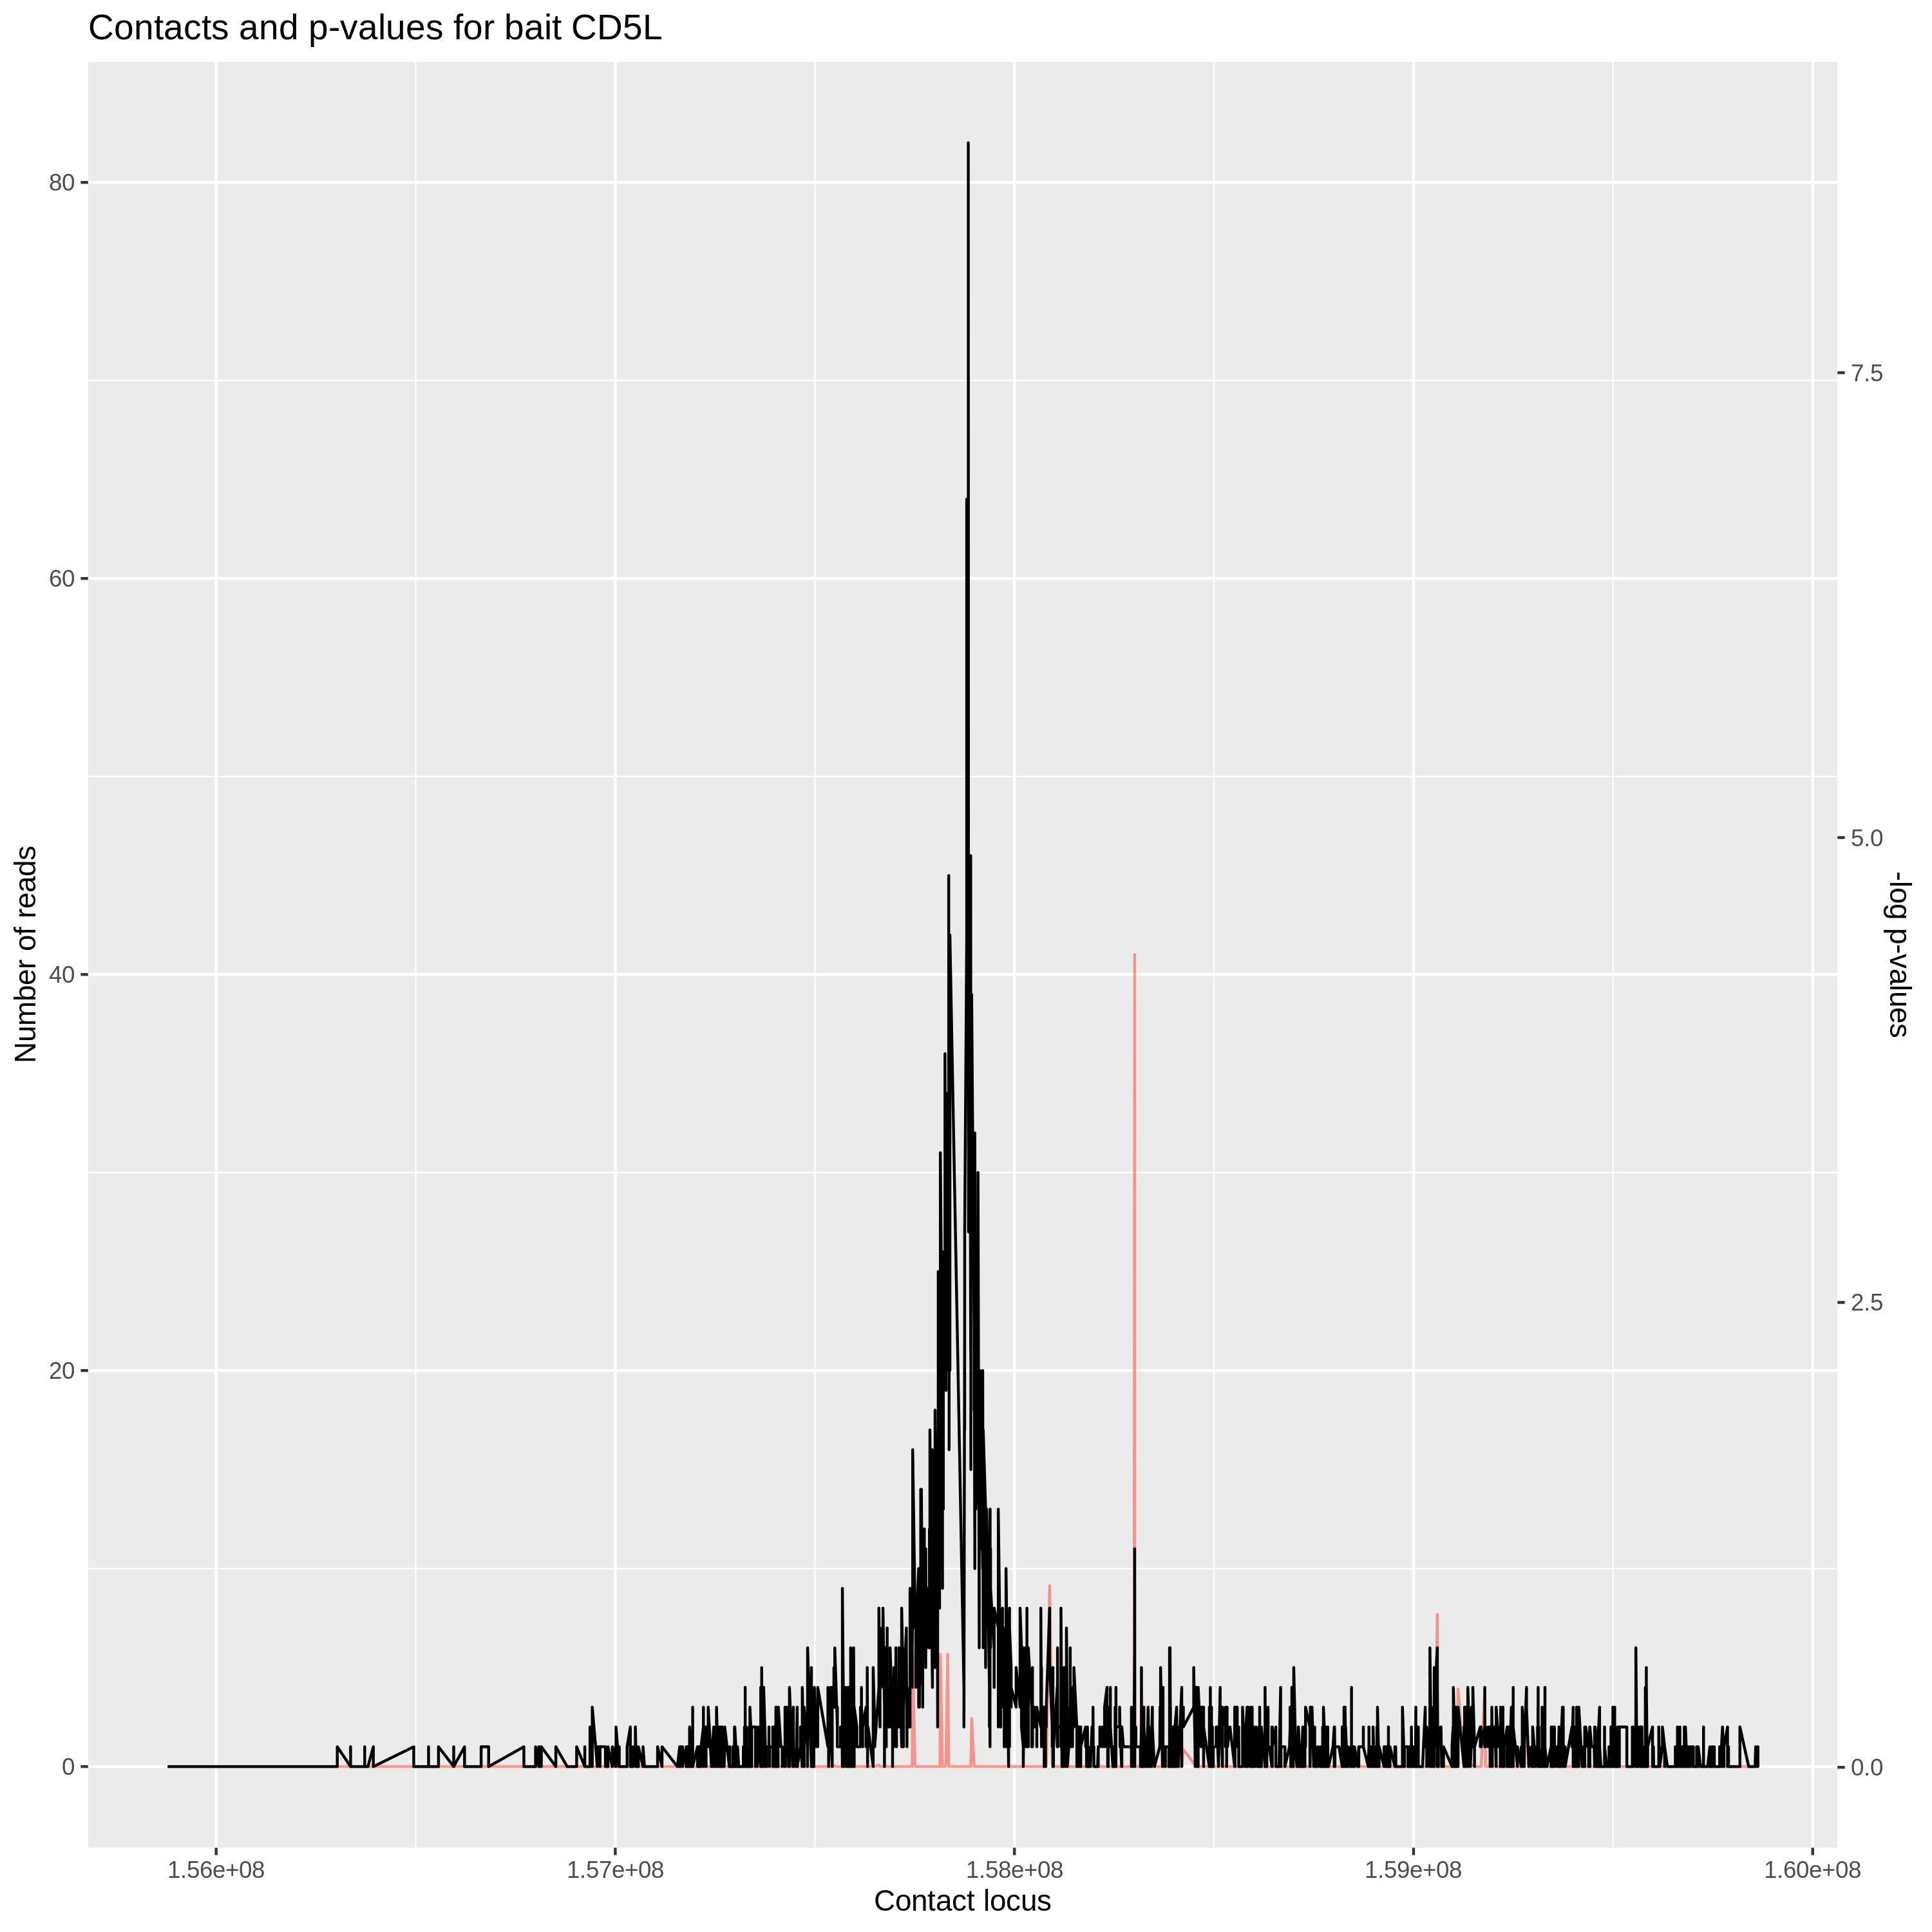 Contacts and p-values for bait CD5L
80
60
40
20
0
7.5
5.0
2.5
0.0
Number of reads
-log p-values
1.56e+08 1.57e+08 1.58e+08 1.59e+08 1.60e+08
Contact locus